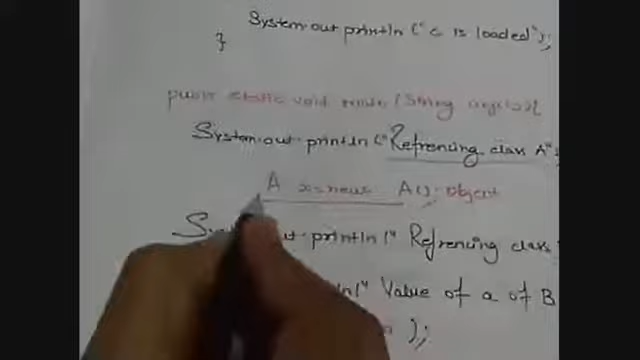 System.out.println ("C is loaded");
}
public static void main (String args[]){
System.out.println ("Refrencing class A"
A x=new A(); object
out.println (" Refrencing class
(" Value of a of B
);